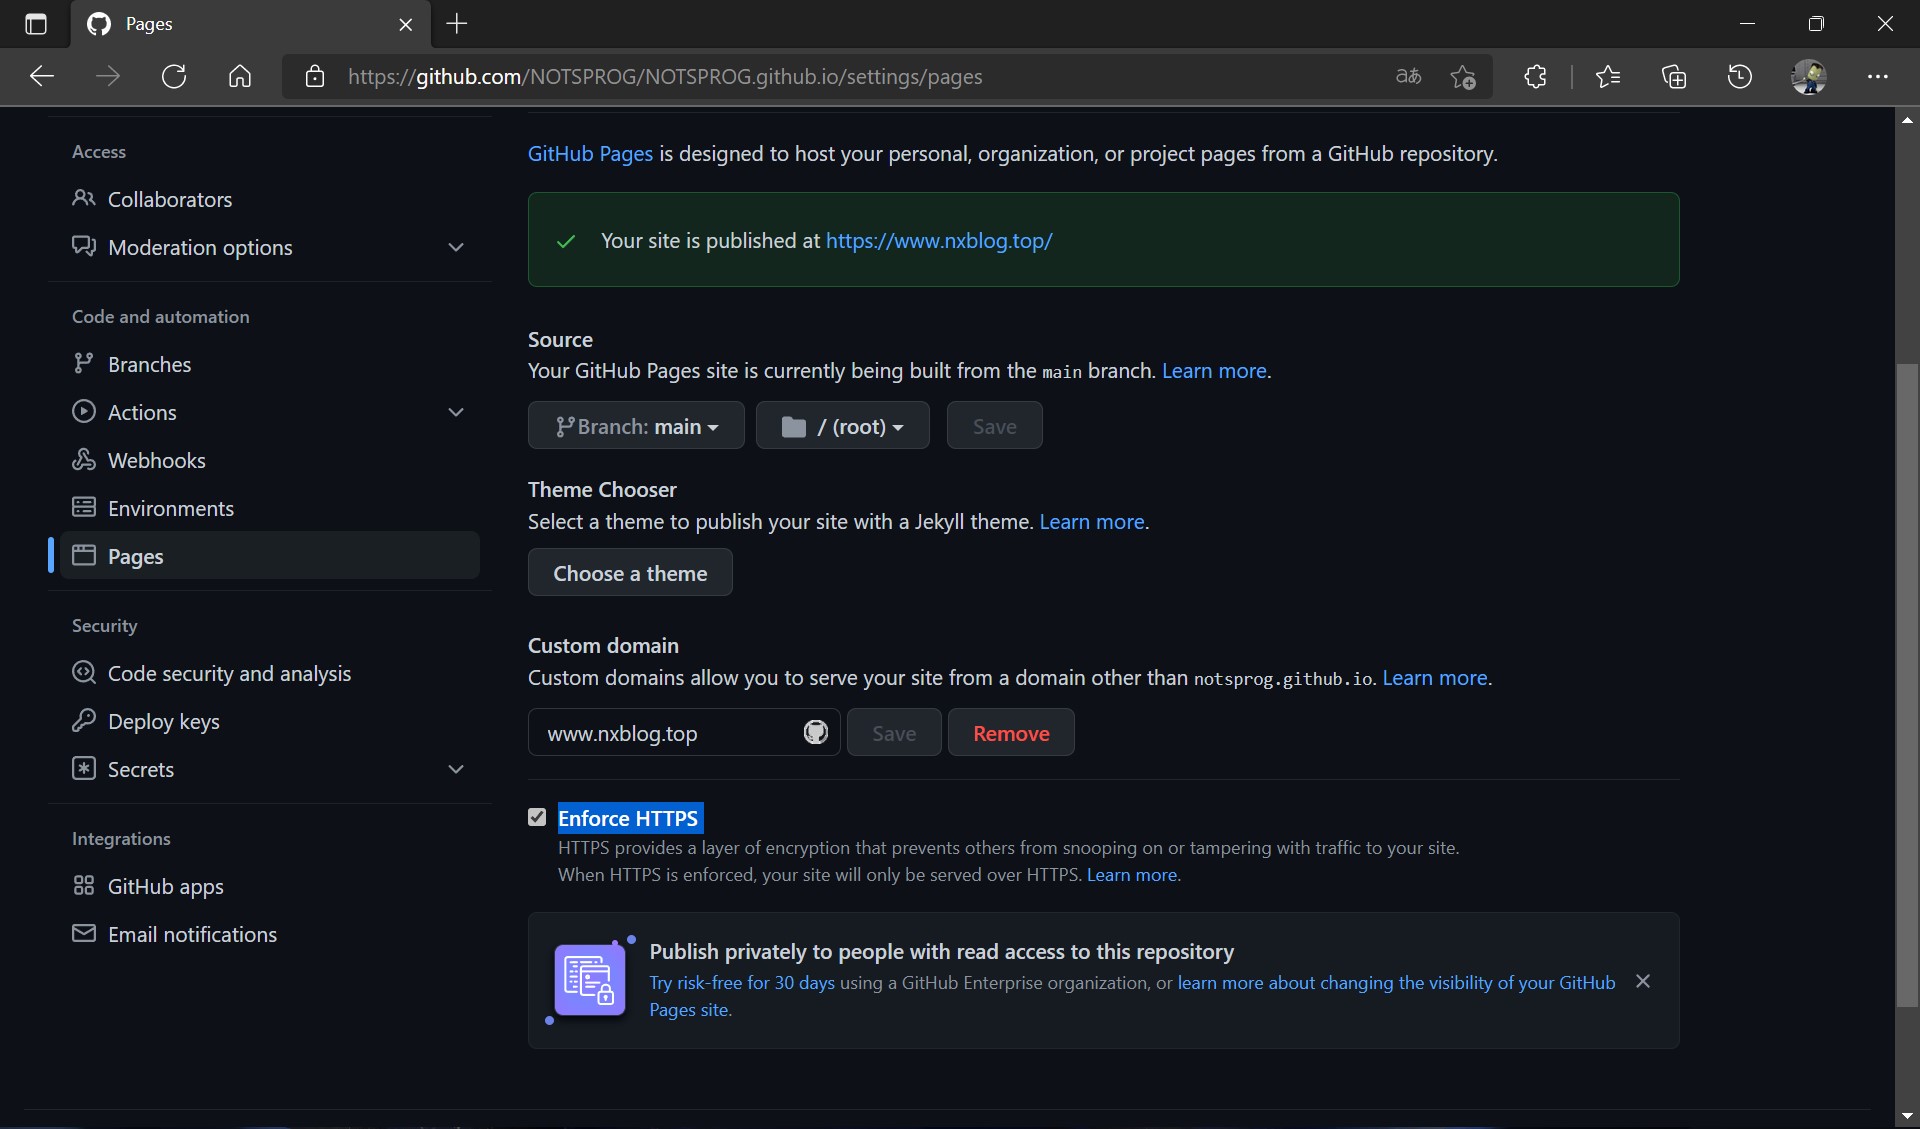 Pages
https://github.com/NOTSPROG/NOTSPROG.github.io/settings/pages
aあ
Access
Collaborators
Moderation options
Code and automation
Branches
Actions
Webhooks
Environments
Pages
Security
Code security and analysis
Deploy keys
Secrets
Integrations
GitHub apps
Email notifications
GitHub Pages is designed to host your personal, organization, or project pages from a GitHub repository.
Your site is published at https://www.nxblog.top/
Source
Your GitHub Pages site is currently being built from the main branch. Learn more.
Branch: main
/ (root)
Save
Theme Chooser
Select a theme to publish your site with a Jekyll theme. Learn more.
Choose a theme
Custom domain
Custom domains allow you to serve your site from a domain other than notsprog.github.io. Learn more.
www.nxblog.top
Save
Remove
Enforce HTTPS
HTTPS provides a layer of encryption that prevents others from snooping on or tampering with traffic to your site.
When HTTPS is enforced, your site will only be served over HTTPS. Learn more.
Publish privately to people with read access to this repository
Try risk-free for 30 days using a GitHub Enterprise organization, or learn more about changing the visibility of your GitHub
Pages site.